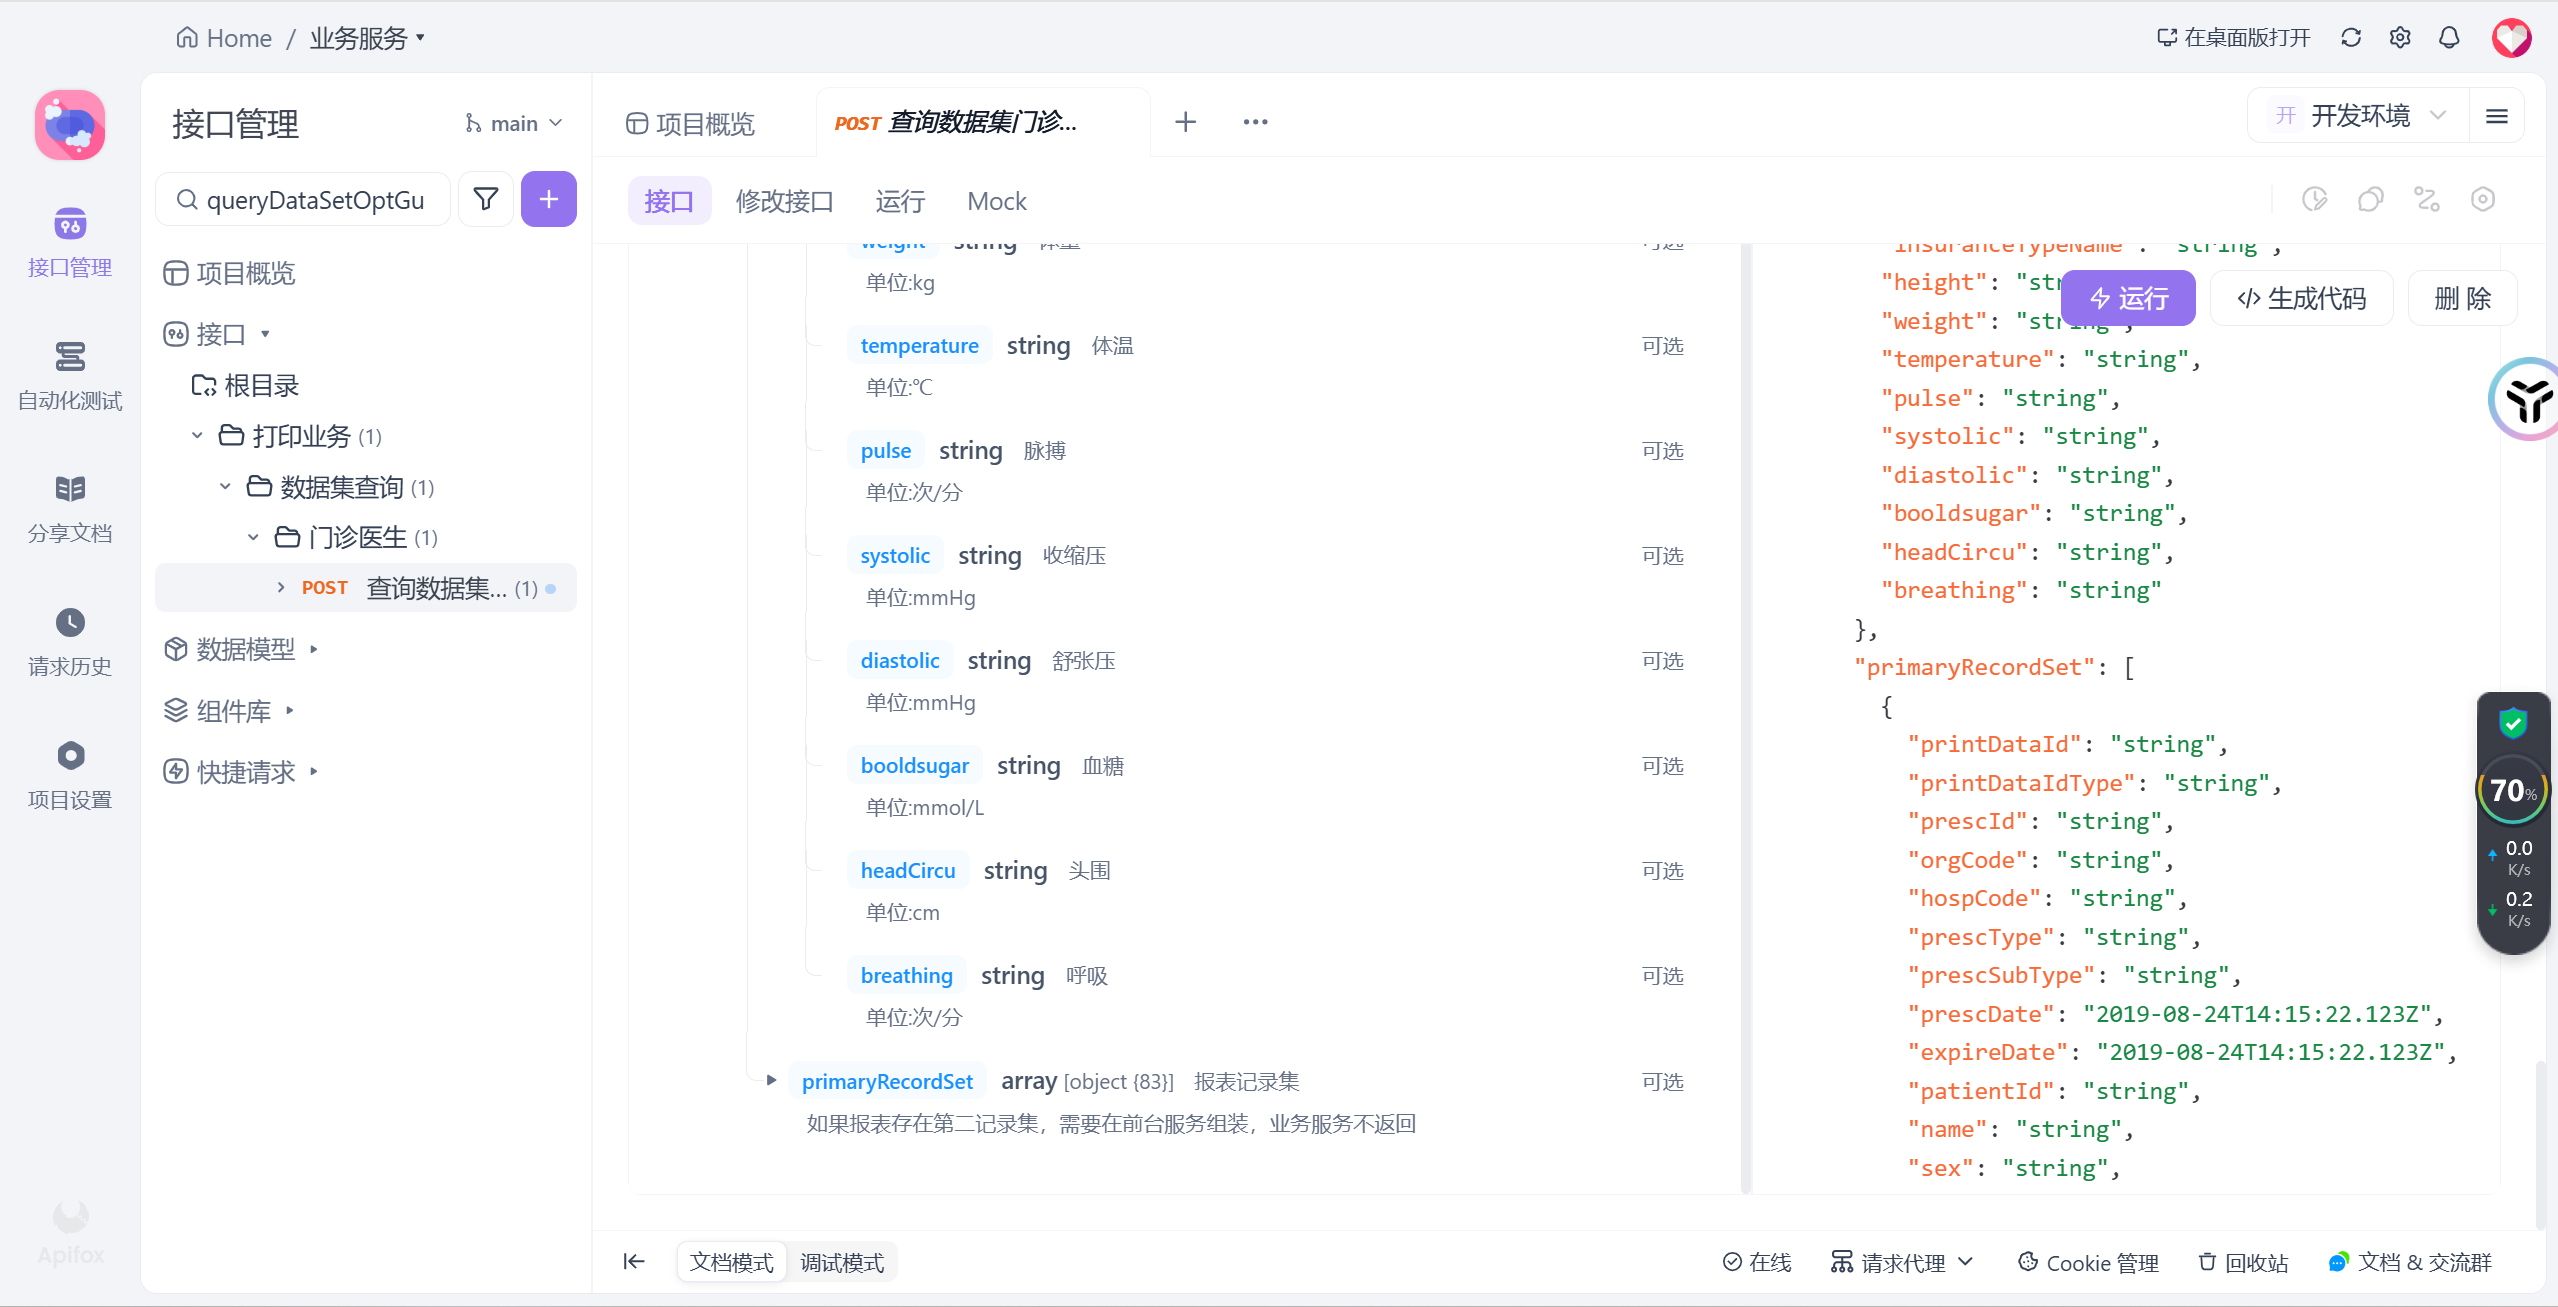 Home / 业务服务
在桌面版打开
接口管理
main
queryDataSetOptGu
项目概览
接口
根目录
打印业务 (1)
数据集查询 (1)
门诊医生 (1)
POST 查询数据集... (1)
数据模型
组件库
快捷请求
接口管理
自动化测试
分享文档
请求历史
项目设置
Apifox
项目概览
POST 查询数据集门诊...
开 开发环境
接口 修改接口 运行 Mock
weight string 体重 可选
单位:kg
temperature string 体温 可选
单位:℃
pulse string 脉搏 可选
单位:次/分
systolic string 收缩压 可选
单位:mmHg
diastolic string 舒张压 可选
单位:mmHg
booldsugar string 血糖 可选
单位:mmol/L
headCircu string 头围 可选
单位:cm
breathing string 呼吸 可选
单位:次/分
primaryRecordSet array [object {83}] 报表记录集 可选
如果报表存在第二记录集，需要在前台服务组装，业务服务不返回
运行 生成代码 删 除
"insuranceTypeName": "string",
"height": "str
"weight": "string",
"temperature": "string",
"pulse": "string",
"systolic": "string",
"diastolic": "string",
"booldsugar": "string",
"headCircu": "string",
"breathing": "string"
},
"primaryRecordSet": [
{
"printDataId": "string",
"printDataIdType": "string",
"prescId": "string",
"orgCode": "string",
"hospCode": "string",
"prescType": "string",
"prescSubType": "string",
"prescDate": "2019-08-24T14:15:22.123Z",
"expireDate": "2019-08-24T14:15:22.123Z",
"patientId": "string",
"name": "string",
"sex": "string",
70%
0.0
K/s
0.2
K/s
文档模式 调试模式
在线 请求代理 Cookie 管理 回收站 文档 & 交流群